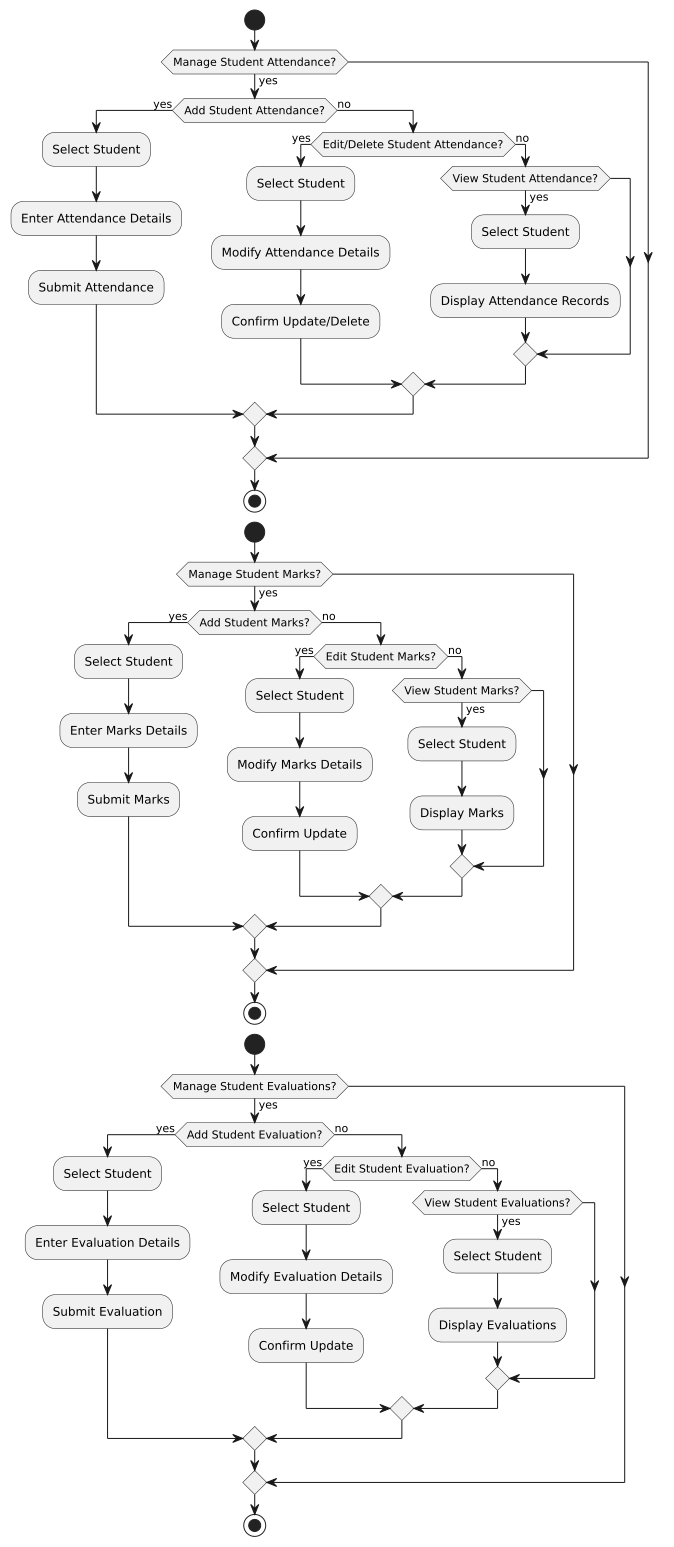 Manage Student Attendance?
yes
yes
Add Student Attendance?
no
Select Student
Enter Attendance Details
Submit Attendance
yes
Edit/Delete Student Attendance?
no
Select Student
Modify Attendance Details
Confirm Update/Delete
View Student Attendance?
yes
Select Student
Display Attendance Records
Manage Student Marks?
yes
yes
Add Student Marks?
no
Select Student
Enter Marks Details
Submit Marks
yes
Edit Student Marks?
no
Select Student
Modify Marks Details
Confirm Update
View Student Marks?
yes
Select Student
Display Marks
Manage Student Evaluations?
yes
yes
Add Student Evaluation?
no
Select Student
Enter Evaluation Details
Submit Evaluation
yes
Edit Student Evaluation?
no
Select Student
Modify Evaluation Details
Confirm Update
View Student Evaluations?
yes
Select Student
Display Evaluations